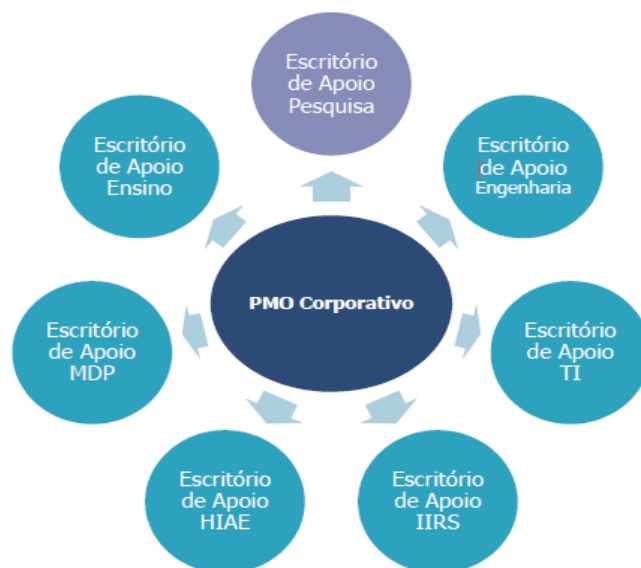 Escritório
de Apoio
Pesquisa
Escritório
de Apoio
Ensino
Escritório
de Apoio
Engenharia
PMO Corporativo
Escritório
de Apoio
MDP
Escritório
de Apoio
TI
Escritório
de Apoio
HIAE
Escritório
de Apoio
IIRS